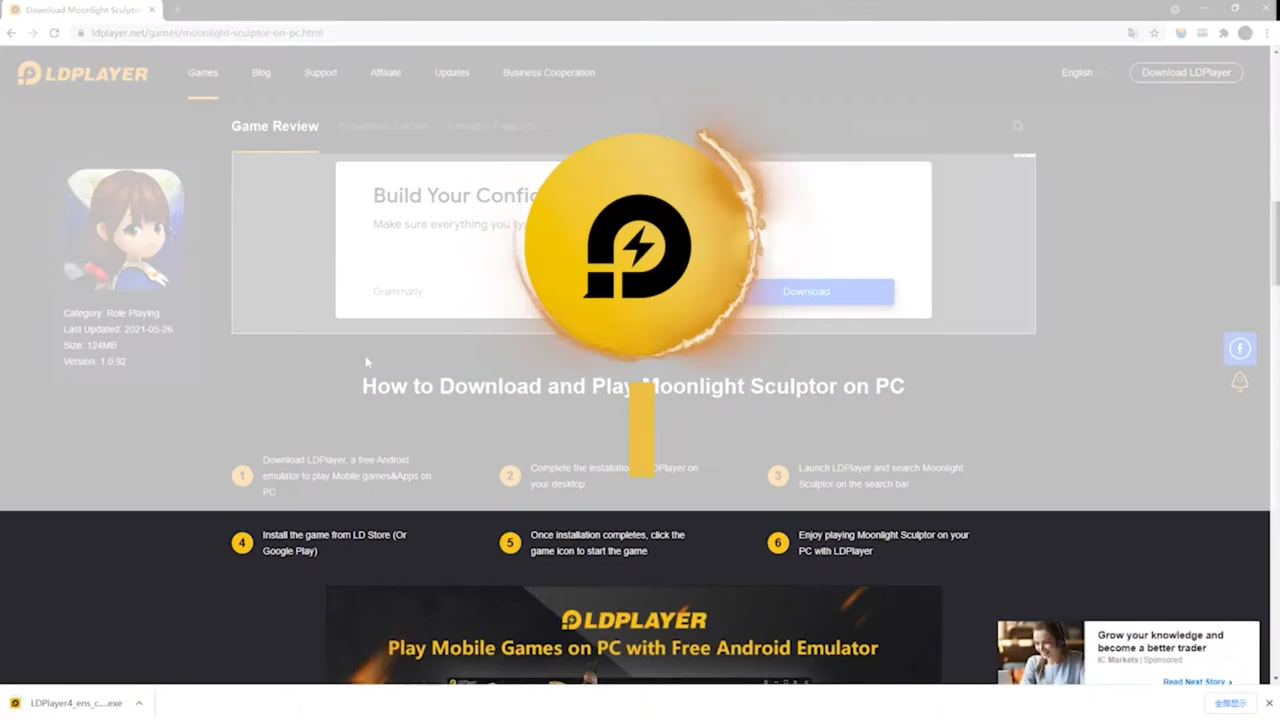 Download Moonlight Sculptor
ldplayer.net/games/moonlight-sculptor-on-pc.html
LDPLAYER
Games
Blog
Support
Affiliate
Updates
Business Cooperation
English
Download LDPlayer
Game Review
Build Your Confid
Make sure everything you ty
Grammarly
Download
Category: Role Playing
Last Updated: 2021-05-26
Size: 124MB
Version: 1.0.92
How to Download and Play Moonlight Sculptor on PC
1
Download LDPlayer, a free Android
emulator to play Mobile games&Apps on
PC
2
Complete the installation LDPlayer on
your desktop
3
Launch LDPlayer and search Moonlight
Sculptor on the search bar
4
Install the game from LD Store (Or
Google Play)
5
Once installation completes, click the
game icon to start the game
6
Enjoy playing Moonlight Sculptor on your
PC with LDPlayer
LDPLAYER
Play Mobile Games on PC with Free Android Emulator
Grow your knowledge and
become a better trader
IC Markets | Sponsored
Read Next Story
LDPlayer4_ens_c....exe
全部显示